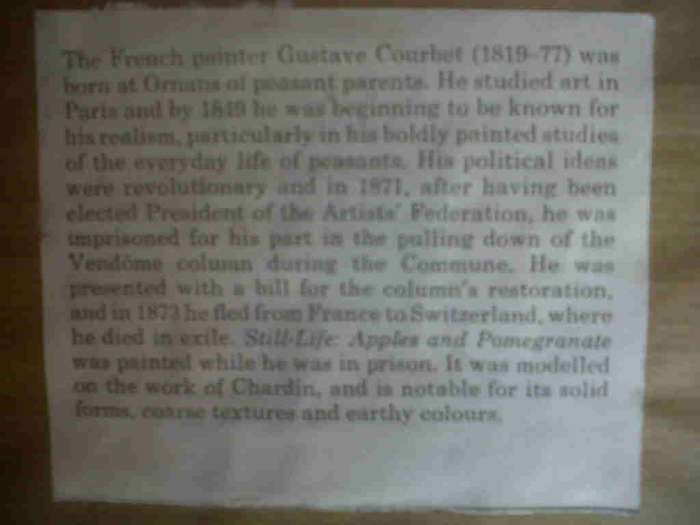 The French painter Gustave Courbet (1819-77) was
born at Ornans of peasant parents. He studied art in
Paris and by 1849 he was beginning to be known for
his realism, particularly in his boldly painted studies
of the everyday life of peasants. His political ideas
were revolutionary and in 1871, after having been
elected President of the Artists' Federation, he was
imprisoned for his part in the pulling down of the
Vendôme column during the Commune. He was
presented with a bill for the column's restoration,
and in 1873 he fled from France to Switzerland, where
he died in exile. Still-Life: Apples and Pomegranate
was painted while he was in prison. It was modelled
on the work of Chardin, and is notable for its solid
forms, coarse textures and earthy colours.